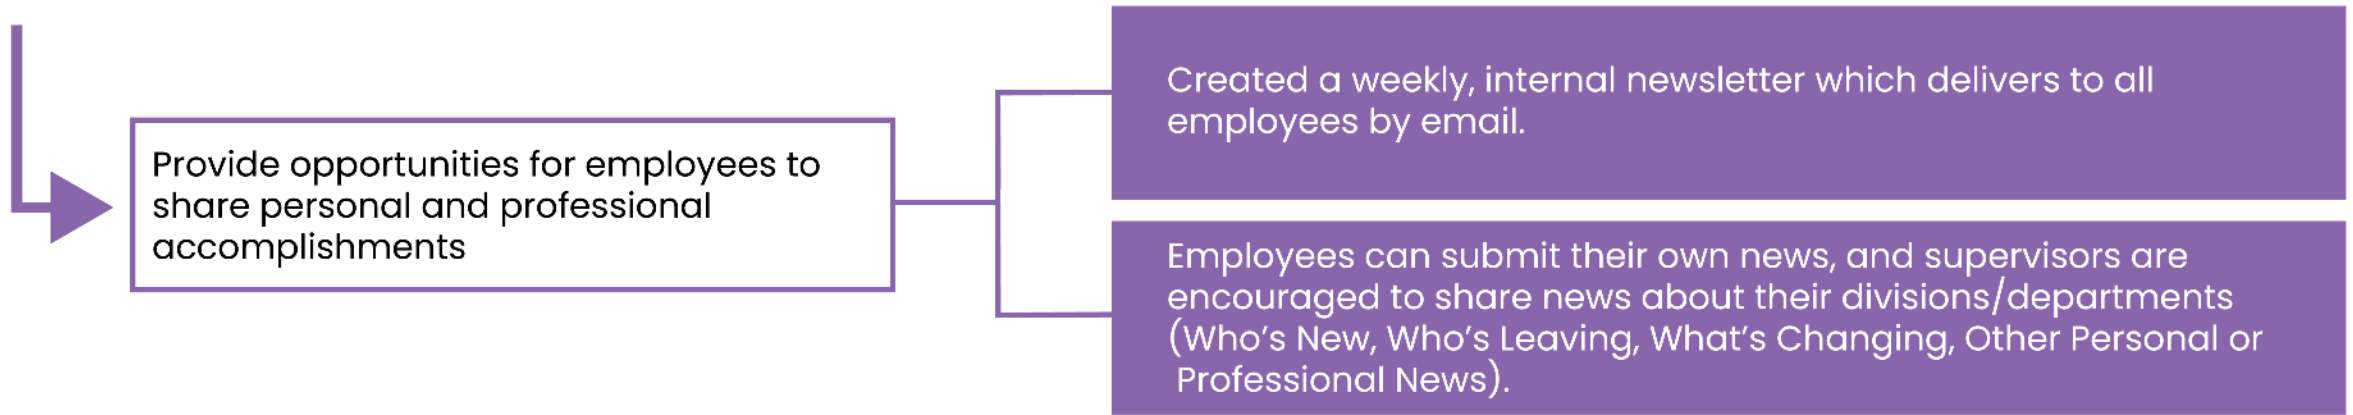 Provide opportunities for employees to
share personal and professional
accomplishments
Created a weekly, internal newsletter which delivers to all
employees by email.
Employees can submit their own news, and supervisors are
encouraged to share news about their divisions/departments
(Who's New, Who's Leaving, What's Changing, Other Personal or
Professional News).